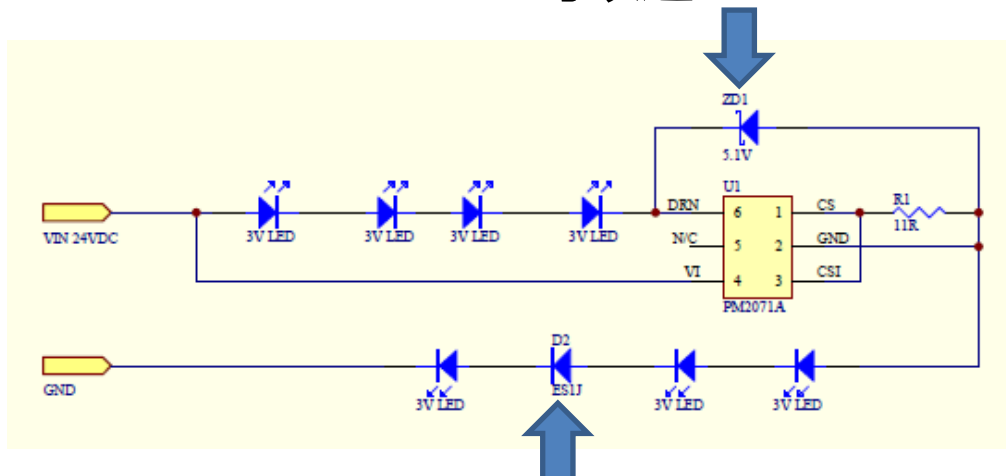 ZD1
5.1V
U1
DRN 6 1 CS
R1
11R
N/C 5 2 GND
VI 4 3 CSI
PM2071A
VIN 24VDC
3V LED 3V LED 3V LED 3V LED
D2
GND
3V LED ES1J 3V LED 3V LED